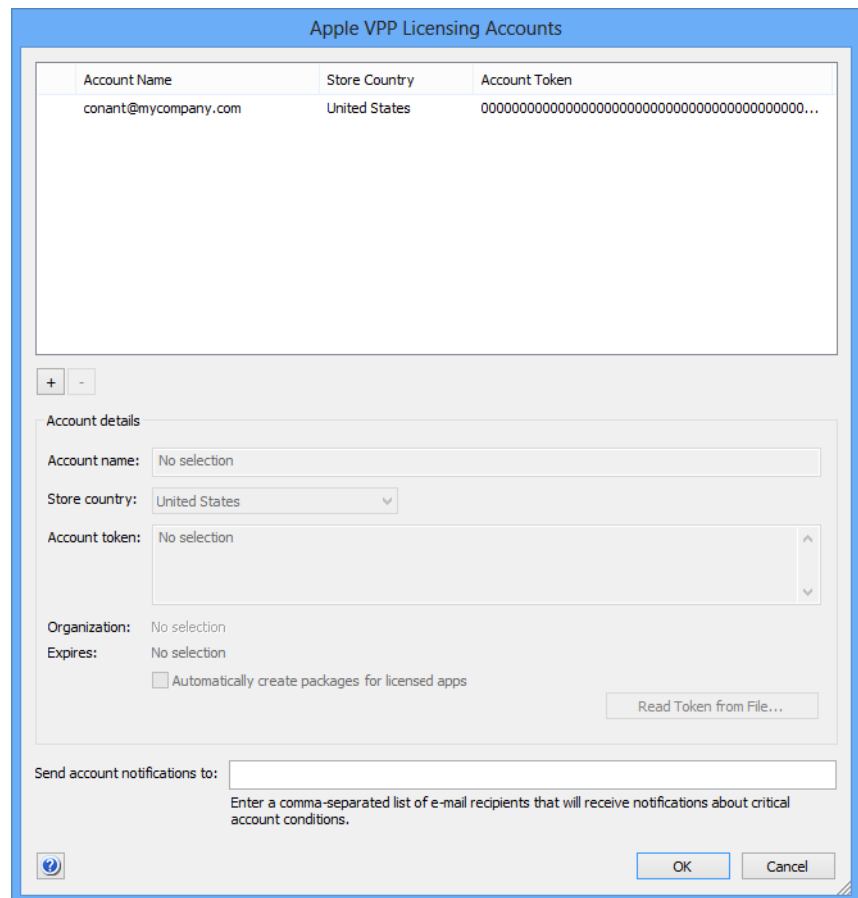 Apple VPP Licensing Accounts
Account Name Store Country Account Token
conant@mycompany.com United States 000000000000000000000000000000000000000000...
+ -
Account details
Account name: No selection
Store country: United States
Account token: No selection
Organization: No selection
Expires: No selection
Automatically create packages for licensed apps
Read Token from File...
Send account notifications to:
Enter a comma-separated list of e-mail recipients that will receive notifications about critical
account conditions.
? OK Cancel